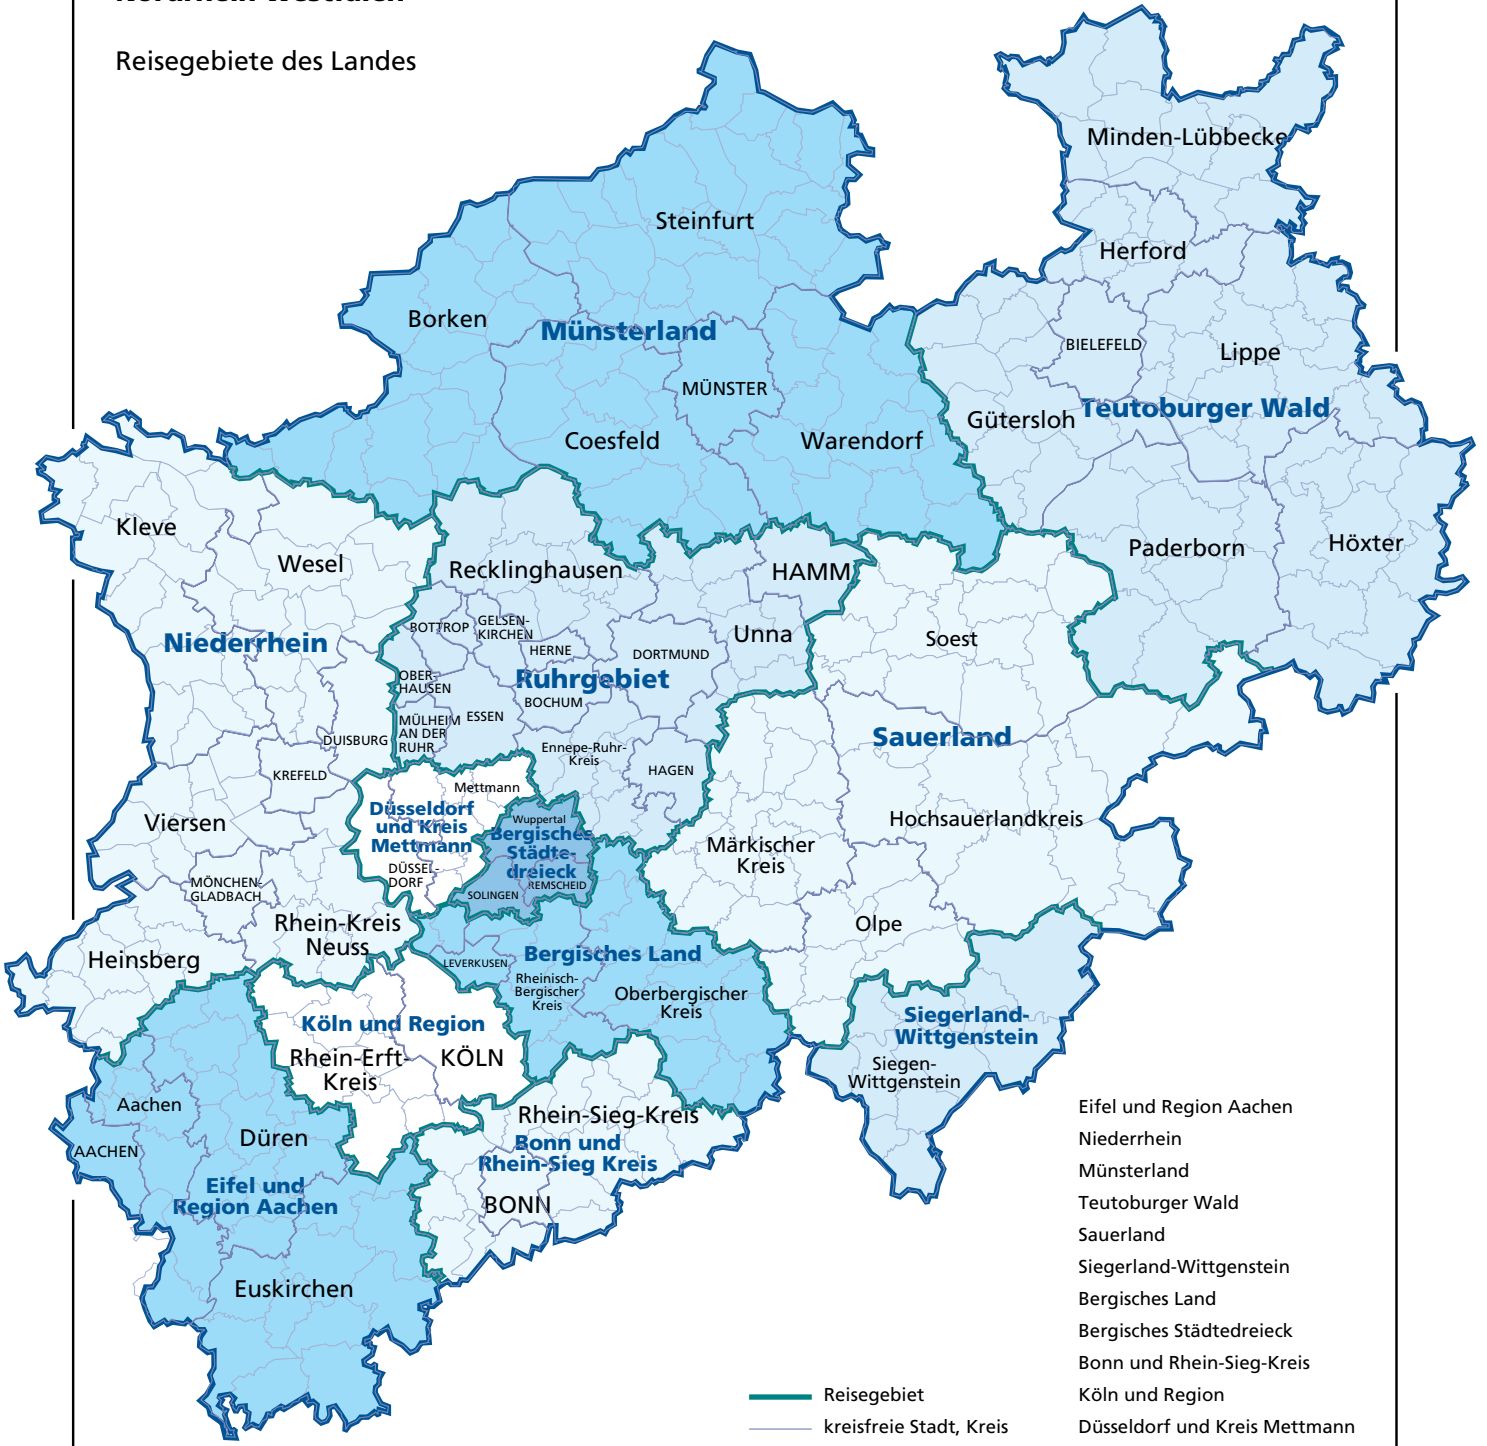 Nordrhein-Westfalen
Reisegebiete des Landes
Minden-Lübbecke
Steinfurt
Herford
Borken
Münsterland
BIELEFELD
Lippe
MÜNSTER
Teutoburger Wald
Gütersloh
Coesfeld
Warendorf
Kleve
Wesel
Recklinghausen
HAMM
Paderborn
Höxter
BOTTROP
GELSEN-
KIRCHEN
Niederrhein
HERNE
DORTMUND
Unna
Soest
OBER-
HAUSEN
Ruhrgebiet
BOCHUM
MÜLHEIM
AN DER
RUHR
ESSEN
DUISBURG
Sauerland
Ennepe-Ruhr-
Kreis
HAGEN
KREFELD
Mettmann
Düsseldorf
und Kreis
Mettmann
Viersen
Wuppertal
Bergisches
Städte-
dreieck
Hochsauerlandkreis
Märkischer
Kreis
DÜSSEL-
DORF
MÖNCHEN-
GLADBACH
SOLINGEN
REMSCHEID
Rhein-Kreis
Neuss
Olpe
Heinsberg
LEVERKUSEN
Bergisches Land
Rheinisch-
Bergischer
Kreis
Oberbergischer
Kreis
Köln und Region
Siegerland-
Wittgenstein
Rhein-Erft-
Kreis
KÖLN
Siegen-
Wittgenstein
Aachen
Rhein-Sieg-Kreis
AACHEN
Düren
Bonn und
Rhein-Sieg Kreis
Eifel und
Region Aachen
BONN
Euskirchen
Eifel und Region Aachen
Niederrhein
Münsterland
Teutoburger Wald
Sauerland
Siegerland-Wittgenstein
Bergisches Land
Bergisches Städtedreieck
Bonn und Rhein-Sieg-Kreis
Reisegebiet
Köln und Region
kreisfreie Stadt, Kreis
Düsseldorf und Kreis Mettmann